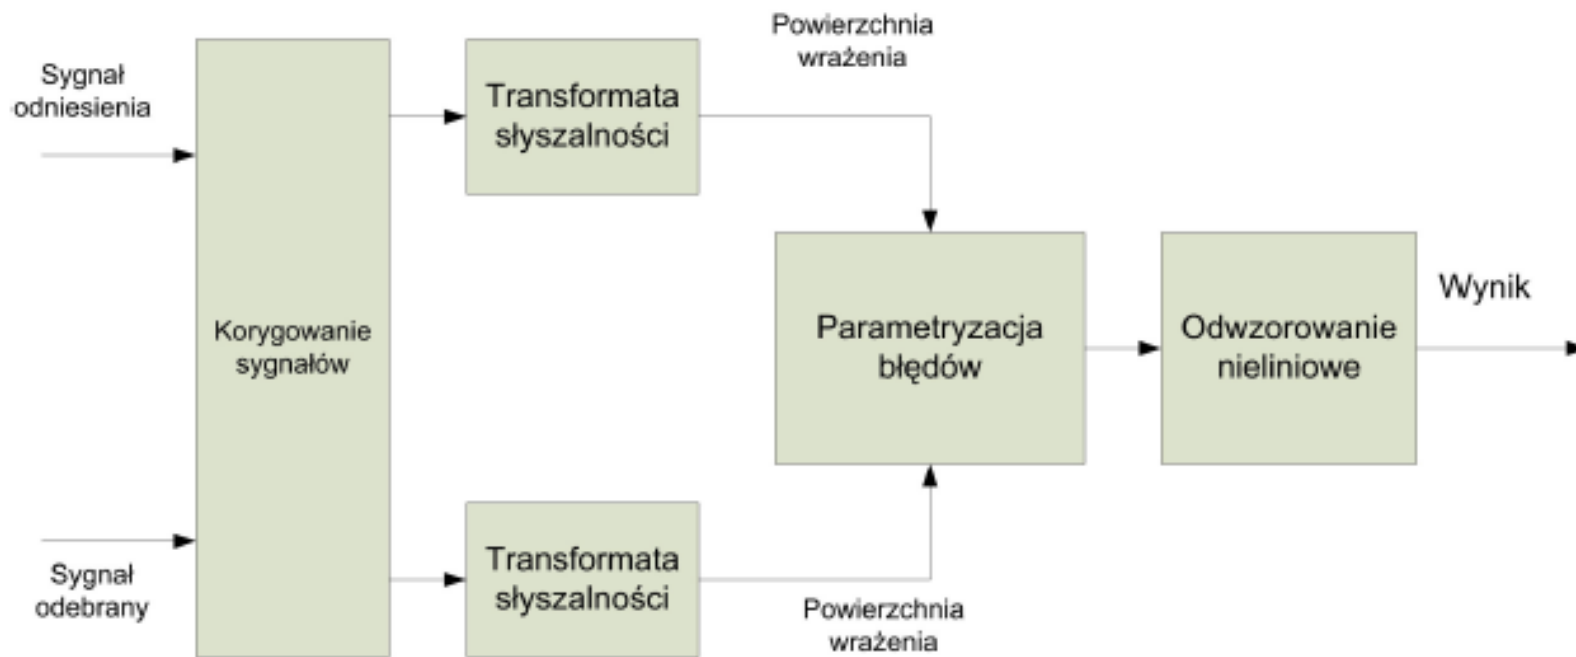 Sygnał
odniesienia
Korygowanie
sygnałów
Transformata
słyszalności
Powierzchnia
wrażenia
Parametryzacja
błędów
Odwzorowanie
nieliniowe
Wynik
Sygnał
odebrany
Transformata
słyszalności
Powierzchnia
wrażenia